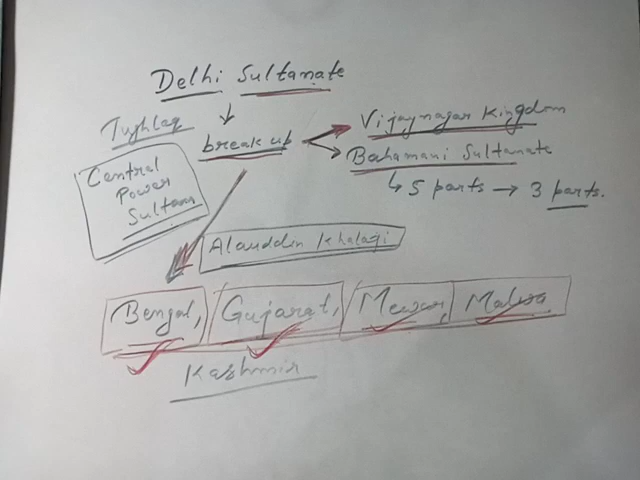 Delhi Sultanate
Tughlaq
break up
Vijaynagar Kingdom
Bahamani Sultanate
5 parts → 3 parts.
Central
Power
Sultans
Alauddin Khalagi
Bengal, Gujarat, Mewar, Malwa
Kashmir